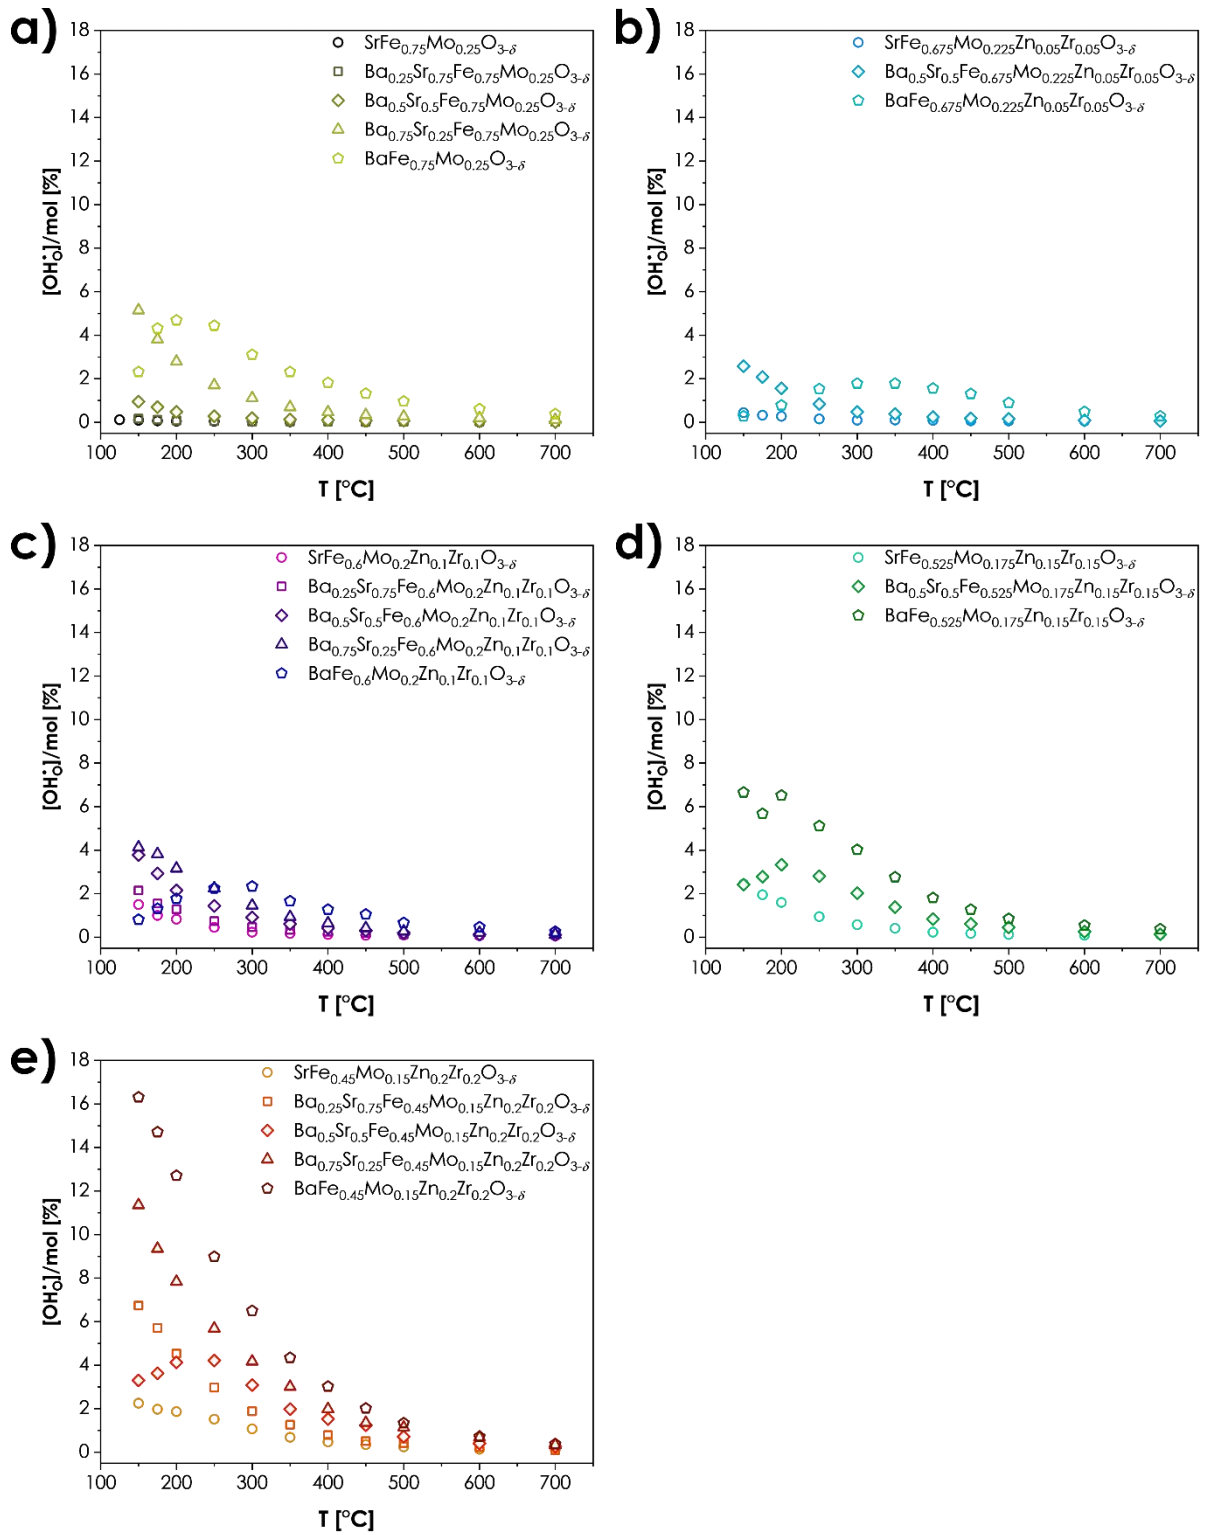 a)
SrFe0.75Mo0.25O3-δ
Ba0.25Sr0.75Fe0.75Mo0.25O3-δ
Ba0.5Sr0.5Fe0.75Mo0.25O3-δ
Ba0.75Sr0.25Fe0.75Mo0.25O3-δ
BaFe0.75Mo0.25O3-δ
[OH•O]/mol [%]
18
16
14
12
10
8
6
4
2
0
100 200 300 400 500 600 700
T [°C]
b)
SrFe0.675Mo0.225Zn0.05Zr0.05O3-δ
Ba0.5Sr0.5Fe0.675Mo0.225Zn0.05Zr0.05O3-δ
BaFe0.675Mo0.225Zn0.05Zr0.05O3-δ
[OH•O]/mol [%]
18
16
14
12
10
8
6
4
2
0
100 200 300 400 500 600 700
T [°C]
c)
SrFe0.6Mo0.2Zn0.1Zr0.1O3-δ
Ba0.25Sr0.75Fe0.6Mo0.2Zn0.1Zr0.1O3-δ
Ba0.5Sr0.5Fe0.6Mo0.2Zn0.1Zr0.1O3-δ
Ba0.75Sr0.25Fe0.6Mo0.2Zn0.1Zr0.1O3-δ
BaFe0.6Mo0.2Zn0.1Zr0.1O3-δ
[OH•O]/mol [%]
18
16
14
12
10
8
6
4
2
0
100 200 300 400 500 600 700
T [°C]
d)
SrFe0.525Mo0.175Zn0.15Zr0.15O3-δ
Ba0.5Sr0.5Fe0.525Mo0.175Zn0.15Zr0.15O3-δ
BaFe0.525Mo0.175Zn0.15Zr0.15O3-δ
[OH•O]/mol [%]
18
16
14
12
10
8
6
4
2
0
100 200 300 400 500 600 700
T [°C]
e)
SrFe0.45Mo0.15Zn0.2Zr0.2O3-δ
Ba0.25Sr0.75Fe0.45Mo0.15Zn0.2Zr0.2O3-δ
Ba0.5Sr0.5Fe0.45Mo0.15Zn0.2Zr0.2O3-δ
Ba0.75Sr0.25Fe0.45Mo0.15Zn0.2Zr0.2O3-δ
BaFe0.45Mo0.15Zn0.2Zr0.2O3-δ
[OH•O]/mol [%]
18
16
14
12
10
8
6
4
2
0
100 200 300 400 500 600 700
T [°C]